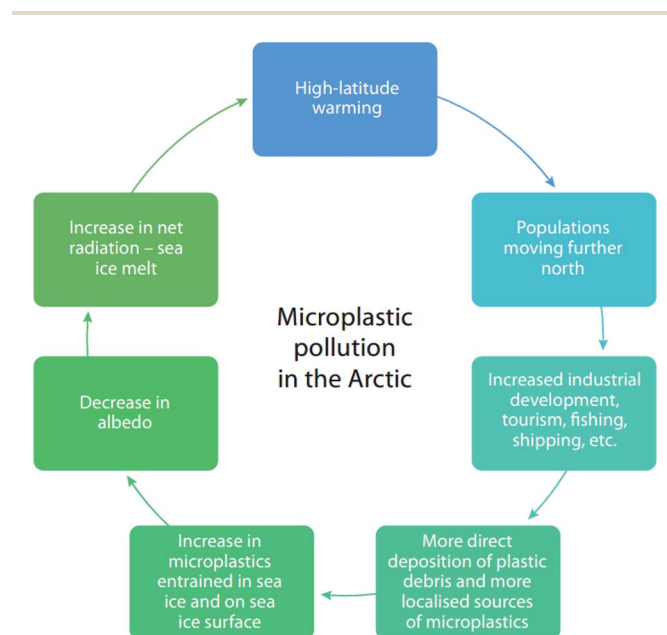 High-latitude
warming
Populations
moving further
north
Increased industrial
development,
tourism, fishing,
shipping, etc.
More direct
deposition of plastic
debris and more
localised sources
of microplastics
Increase in
microplastics
entrained in sea
ice and on sea
ice surface
Decrease in
albedo
Increase in net
radiation – sea
ice melt
Microplastic
pollution
in the Arctic